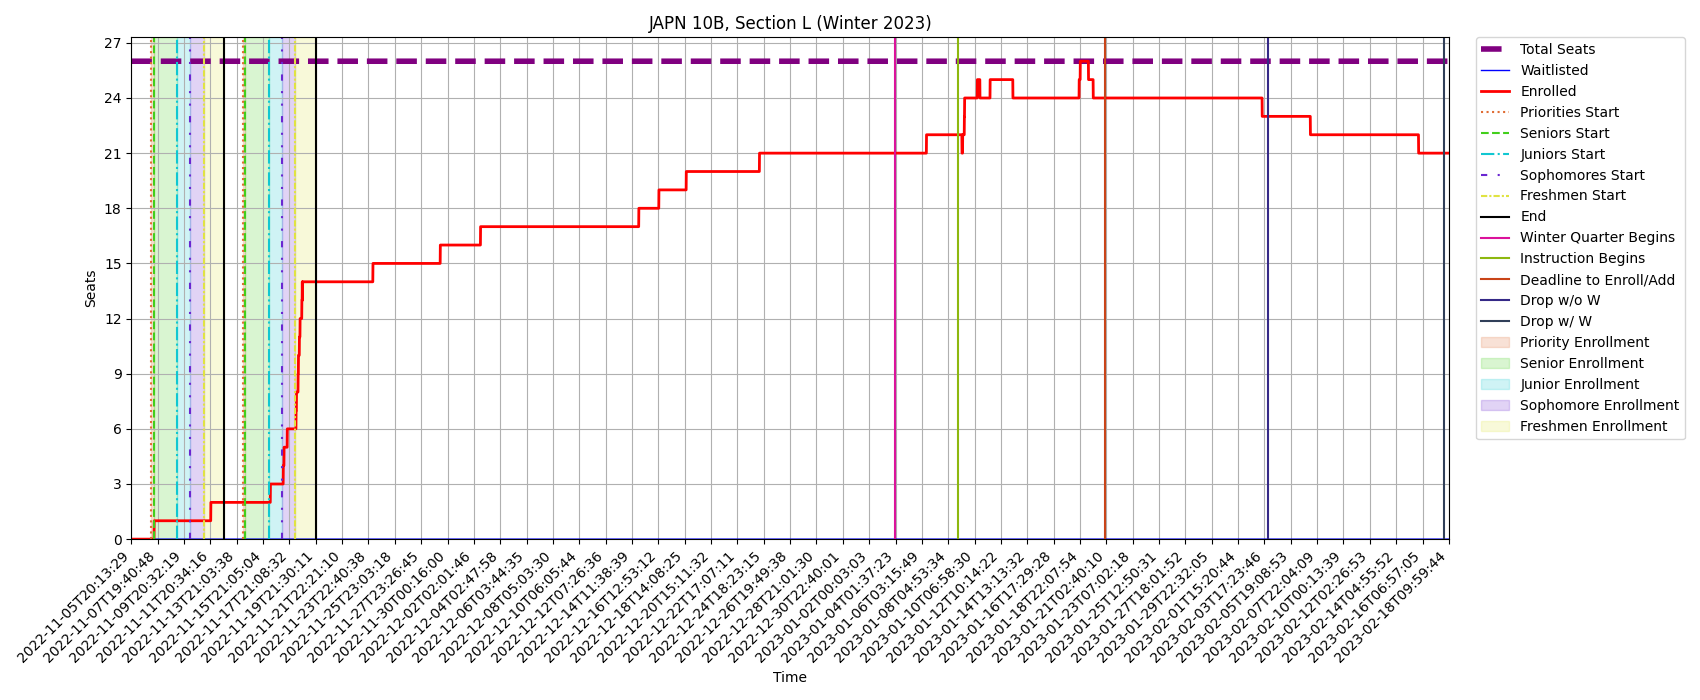 JAPN 10B, Section L (Winter 2023)
27
24
21
18
15
12
9
6
3
0
Seats
2022-11-05T20:13:29
2022-11-07T19:40:48
2022-11-09T20:32:19
2022-11-11T20:34:16
2022-11-13T21:03:38
2022-11-15T21:05:04
2022-11-17T21:08:32
2022-11-19T21:30:11
2022-11-21T22:21:10
2022-11-23T22:40:38
2022-11-25T23:03:18
2022-11-27T23:26:45
2022-11-30T00:16:00
2022-12-02T02:01:46
2022-12-04T02:47:58
2022-12-06T03:44:35
2022-12-08T05:03:30
2022-12-10T06:05:44
2022-12-12T07:26:36
2022-12-14T11:38:39
2022-12-16T12:53:12
2022-12-18T14:08:25
2022-12-20T15:11:32
2022-12-22T17:07:11
2022-12-24T18:23:15
2022-12-26T19:49:38
2022-12-28T21:01:30
2022-12-30T22:40:01
2023-01-02T00:03:03
2023-01-04T01:37:23
2023-01-06T03:15:49
2023-01-08T04:53:34
2023-01-10T06:58:30
2023-01-12T10:14:22
2023-01-14T13:13:32
2023-01-16T17:29:28
2023-01-18T22:07:54
2023-01-21T02:40:10
2023-01-23T07:02:18
2023-01-25T12:50:31
2023-01-27T18:01:52
2023-01-29T22:32:05
2023-02-01T15:20:44
2023-02-03T17:23:46
2023-02-05T19:08:53
2023-02-07T22:04:09
2023-02-10T00:13:39
2023-02-12T02:26:53
2023-02-14T04:55:52
2023-02-16T06:57:05
2023-02-18T09:59:44
Time
Total Seats
Waitlisted
Enrolled
Priorities Start
Seniors Start
Juniors Start
Sophomores Start
Freshmen Start
End
Winter Quarter Begins
Instruction Begins
Deadline to Enroll/Add
Drop w/o W
Drop w/ W
Priority Enrollment
Senior Enrollment
Junior Enrollment
Sophomore Enrollment
Freshmen Enrollment